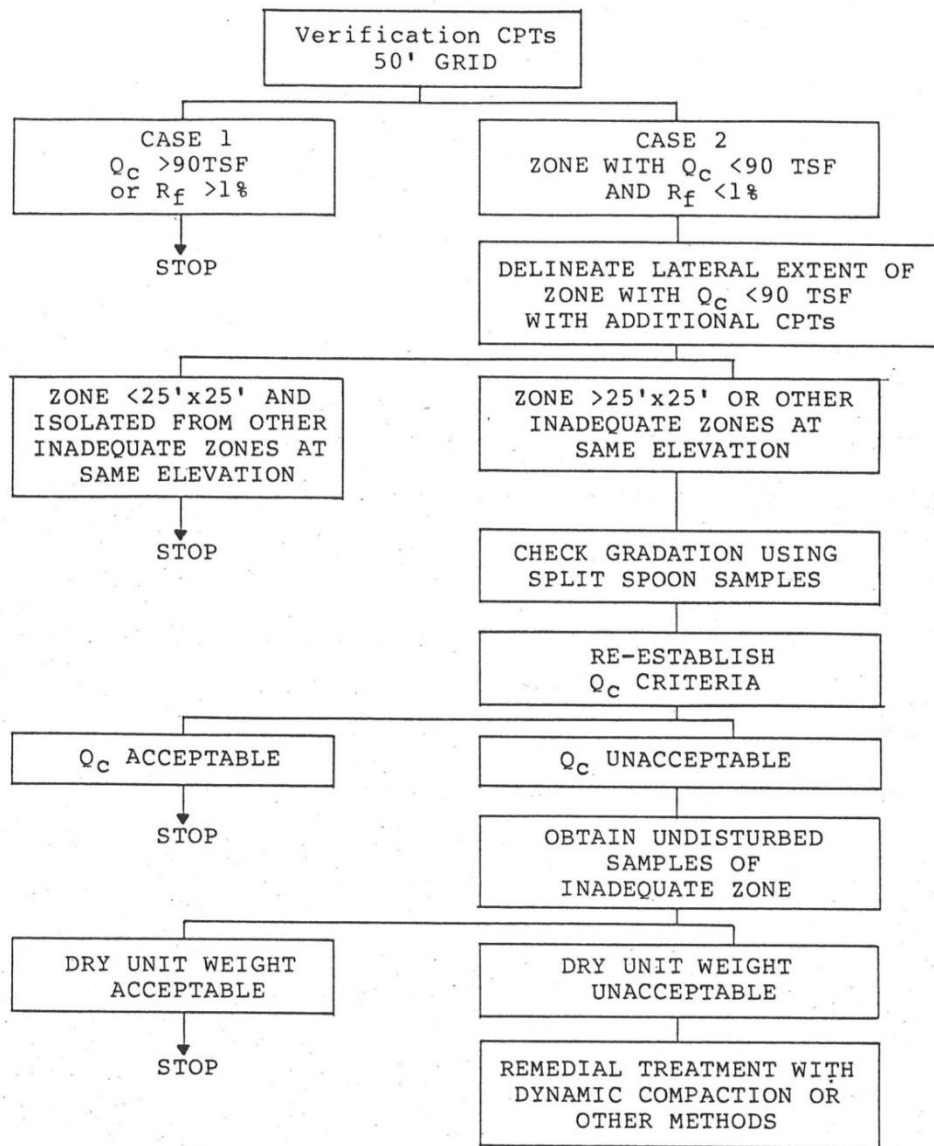 Verification CPTs
50' GRID
CASE 1
Qc >90TSF
or Rf >1%
STOP
CASE 2
ZONE WITH Qc <90 TSF
AND Rf <1%
DELINEATE LATERAL EXTENT OF
ZONE WITH Qc <90 TSF
WITH ADDITIONAL CPTs
ZONE <25'x25' AND
ISOLATED FROM OTHER
INADEQUATE ZONES AT
SAME ELEVATION
STOP
ZONE >25'x25' OR OTHER
INADEQUATE ZONES AT
SAME ELEVATION
CHECK GRADATION USING
SPLIT SPOON SAMPLES
RE-ESTABLISH
Qc CRITERIA
Qc ACCEPTABLE
STOP
Qc UNACCEPTABLE
OBTAIN UNDISTURBED
SAMPLES OF
INADEQUATE ZONE
DRY UNIT WEIGHT
ACCEPTABLE
STOP
DRY UNIT WEIGHT
UNACCEPTABLE
REMEDIAL TREATMENT WITH
DYNAMIC COMPACTION OR
OTHER METHODS